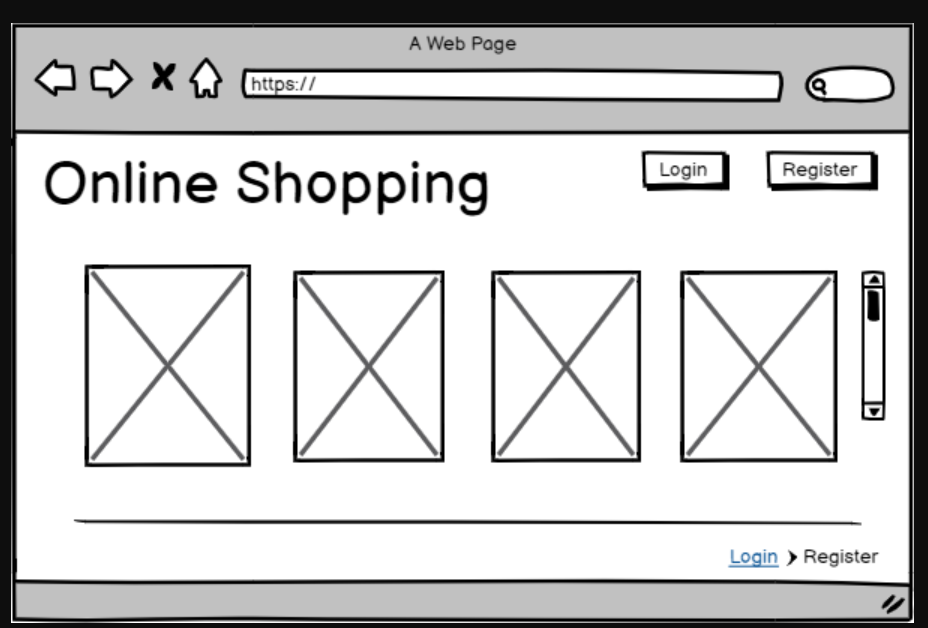 A Web Page
https://
Online Shopping
Login
Register
Login > Register